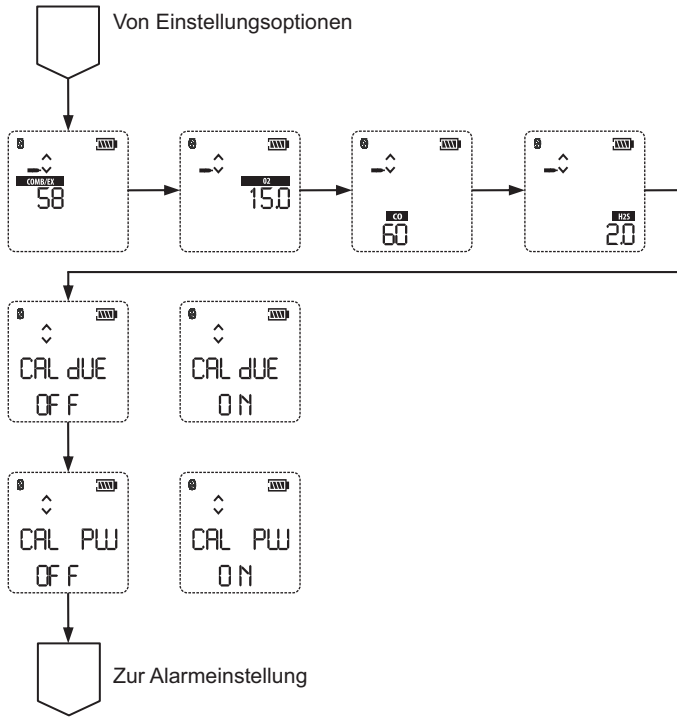 Von Einstellungsoptionen
COMB/EX
58
O2
15.0
CO
60
H2S
2.0
CAL dUE
OFF
CAL dUE
ON
CAL PW
OFF
CAL PW
ON
Zur Alarmeinstellung